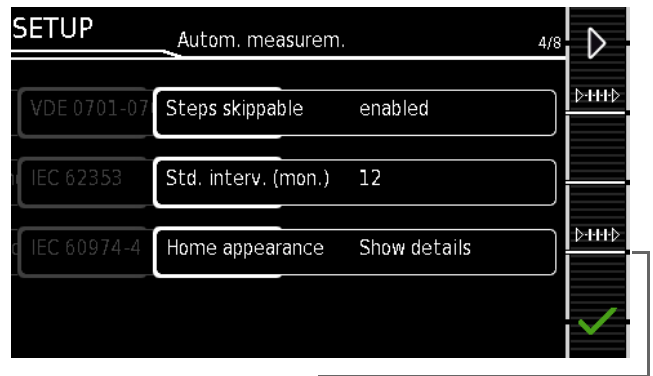 SETUP
Autom. measurem.
4/8
VDE 0701-07
Steps skippable enabled
IEC 62353
Std. interv. (mon.) 12
IEC 60974-4
Home appearance Show details